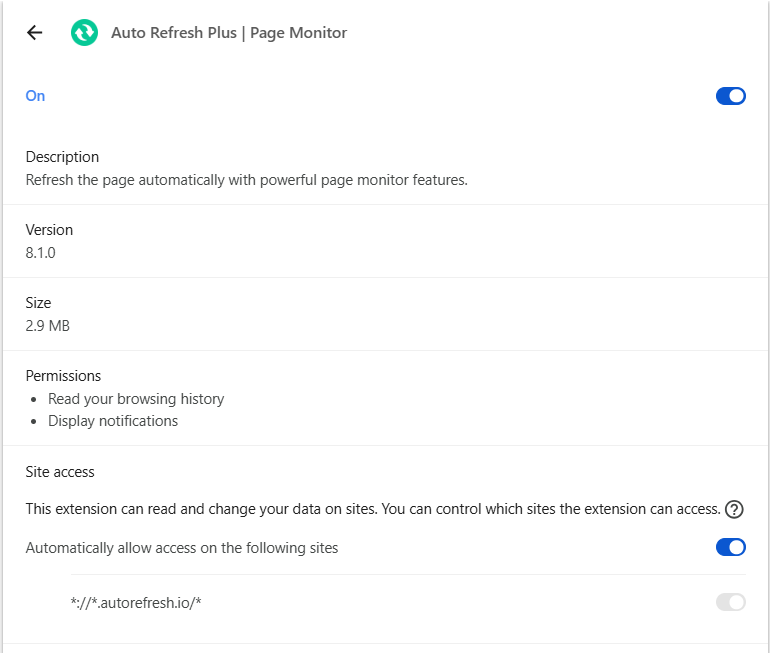 Auto Refresh Plus | Page Monitor
On
Description
Refresh the page automatically with powerful page monitor features.
Version
8.1.0
Size
2.9 MB
Permissions
• Read your browsing history
• Display notifications
Site access
This extension can read and change your data on sites. You can control which sites the extension can access. ?
Automatically allow access on the following sites
*://*.autorefresh.io/*